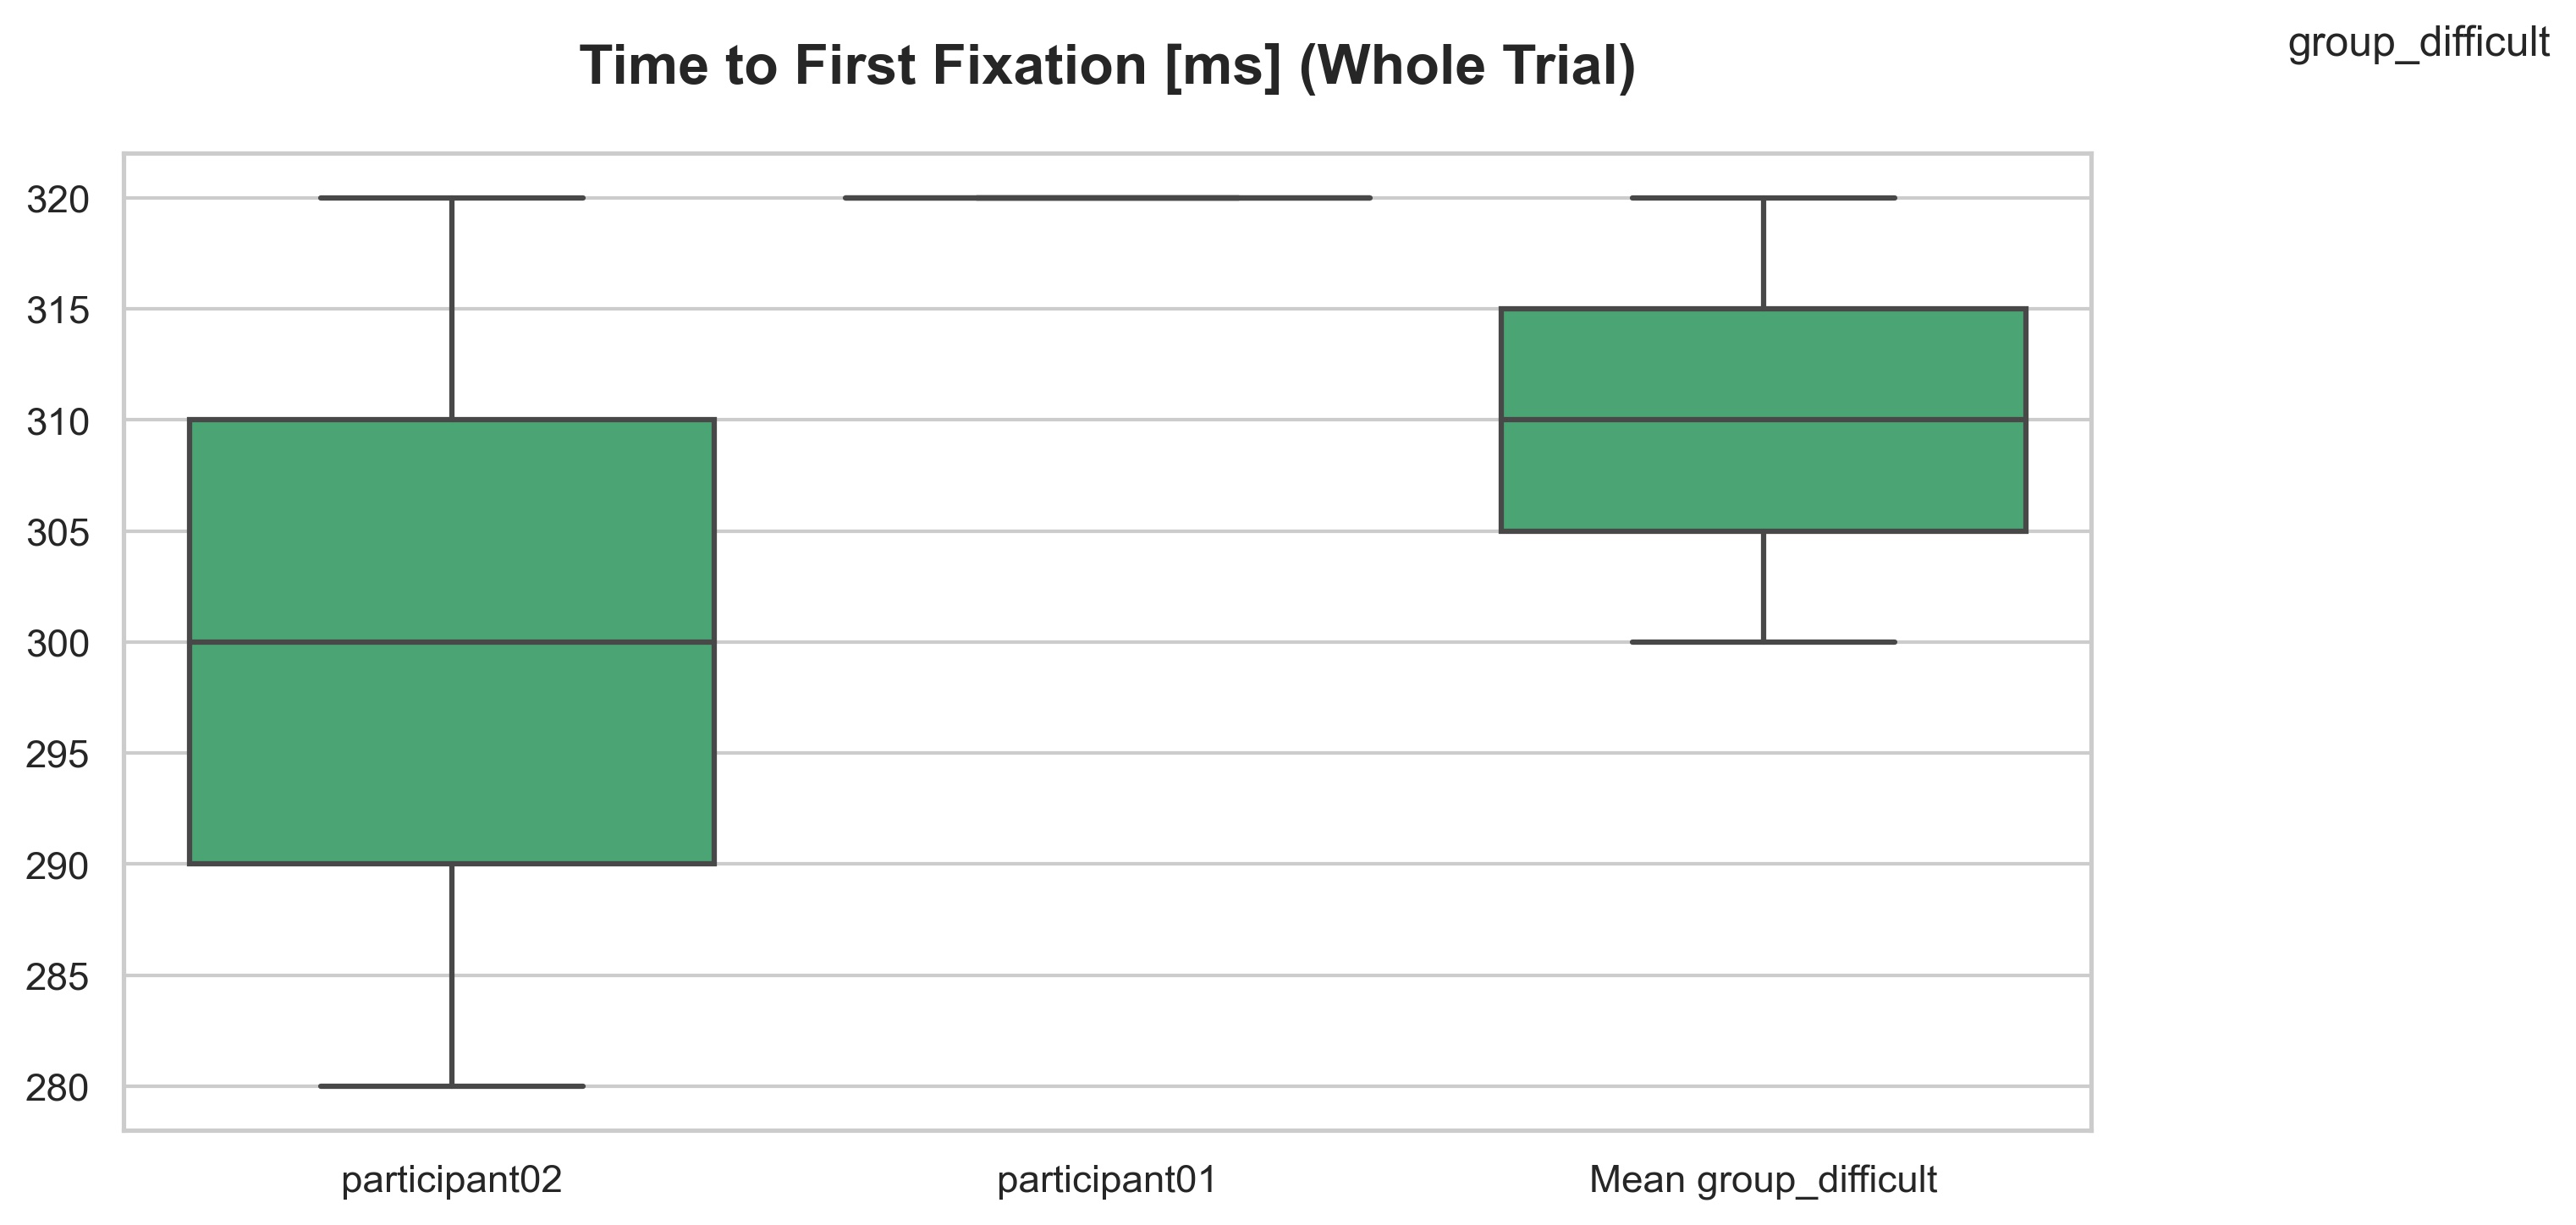 group_difficult
Time to First Fixation [ms] (Whole Trial)
320
315
310
305
300
295
290
285
280
participant02
participant01
Mean group_difficult